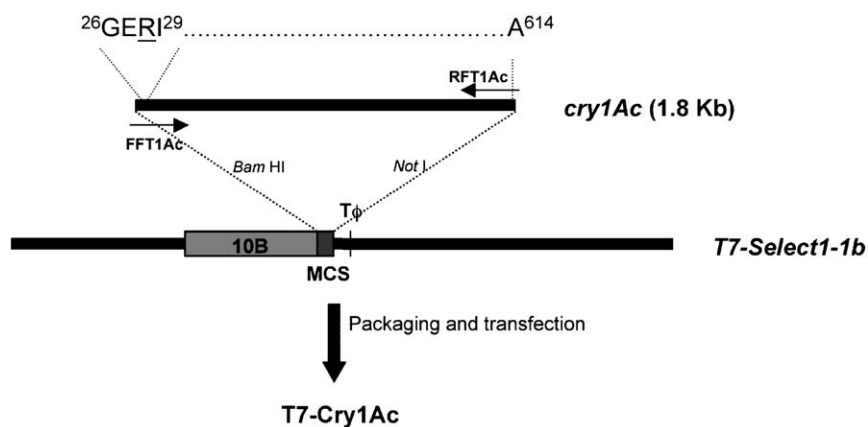 ²⁶GERI²⁹ ........................................ A⁶¹⁴
RFT1Ac
cry1Ac (1.8 Kb)
FFT1Ac
Bam HI
Not I
Tϕ
10B
T7-Select1-1b
MCS
Packaging and transfection
T7-Cry1Ac